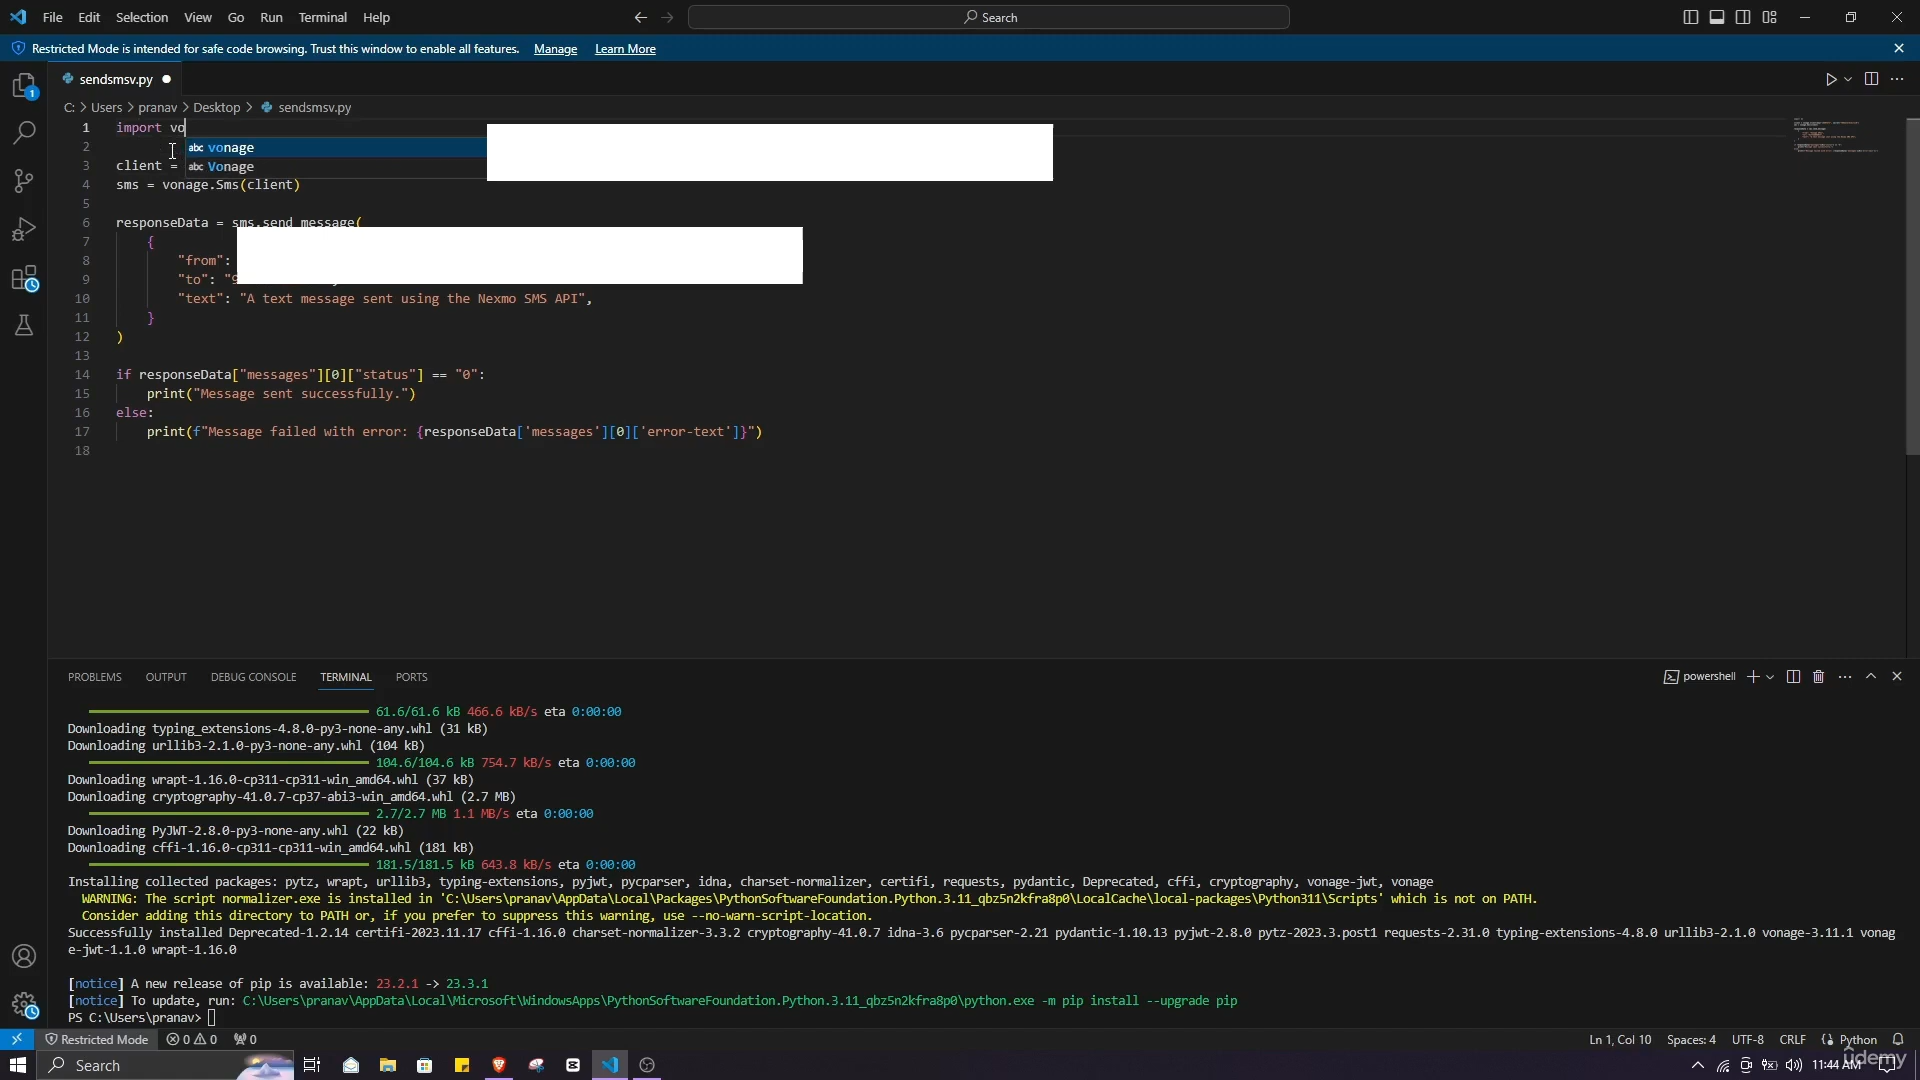 File Edit Selection View Go Run Terminal Help Search
Restricted Mode is intended for safe code browsing. Trust this window to enable all features. Manage Learn More
sendsmsv.py
C: > Users > pranav > Desktop > sendsmsv.py
1 import vo
2 abc vonage
3 client = abc Vonage
4 sms = vonage.Sms(client)
5
6 responseData = sms.send_message(
7 {
8 "from":
9 "to": "9
10 "text": "A text message sent using the Nexmo SMS API",
11 }
12 )
13
14 if responseData["messages"][0]["status"] == "0":
15 print("Message sent successfully.")
16 else:
17 print(f"Message failed with error: {responseData['messages'][0]['error-text']}")
18
PROBLEMS OUTPUT DEBUG CONSOLE TERMINAL PORTS powershell
61.6/61.6 kB 466.6 kB/s eta 0:00:00
Downloading typing_extensions-4.8.0-py3-none-any.whl (31 kB)
Downloading urllib3-2.1.0-py3-none-any.whl (104 kB)
104.6/104.6 kB 754.7 kB/s eta 0:00:00
Downloading wrapt-1.16.0-cp311-cp311-win_amd64.whl (37 kB)
Downloading cryptography-41.0.7-cp37-abi3-win_amd64.whl (2.7 MB)
2.7/2.7 MB 1.1 MB/s eta 0:00:00
Downloading PyJWT-2.8.0-py3-none-any.whl (22 kB)
Downloading cffi-1.16.0-cp311-cp311-win_amd64.whl (181 kB)
181.5/181.5 kB 643.8 kB/s eta 0:00:00
Installing collected packages: pytz, wrapt, urllib3, typing-extensions, pyjwt, pycparser, idna, charset-normalizer, certifi, requests, pydantic, Deprecated, cffi, cryptography, vonage-jwt, vonage
WARNING: The script normalizer.exe is installed in 'C:\Users\pranav\AppData\Local\Packages\PythonSoftwareFoundation.Python.3.11_qbz5n2kfra8p0\LocalCache\local-packages\Python311\Scripts' which is not on PATH.
Consider adding this directory to PATH or, if you prefer to suppress this warning, use --no-warn-script-location.
Successfully installed Deprecated-1.2.14 certifi-2023.11.17 cffi-1.16.0 charset-normalizer-3.3.2 cryptography-41.0.7 idna-3.6 pycparser-2.21 pydantic-1.10.13 pyjwt-2.8.0 pytz-2023.3.post1 requests-2.31.0 typing-extensions-4.8.0 urllib3-2.1.0 vonage-3.11.1 vonag
e-jwt-1.1.0 wrapt-1.16.0
[notice] A new release of pip is available: 23.2.1 -> 23.3.1
[notice] To update, run: C:\Users\pranav\AppData\Local\Microsoft\WindowsApps\PythonSoftwareFoundation.Python.3.11_qbz5n2kfra8p0\python.exe -m pip install --upgrade pip
PS C:\Users\pranav>
Restricted Mode 0 0 0 Ln 1, Col 10 Spaces: 4 UTF-8 CRLF Python
Search 11:44 AM
udemy